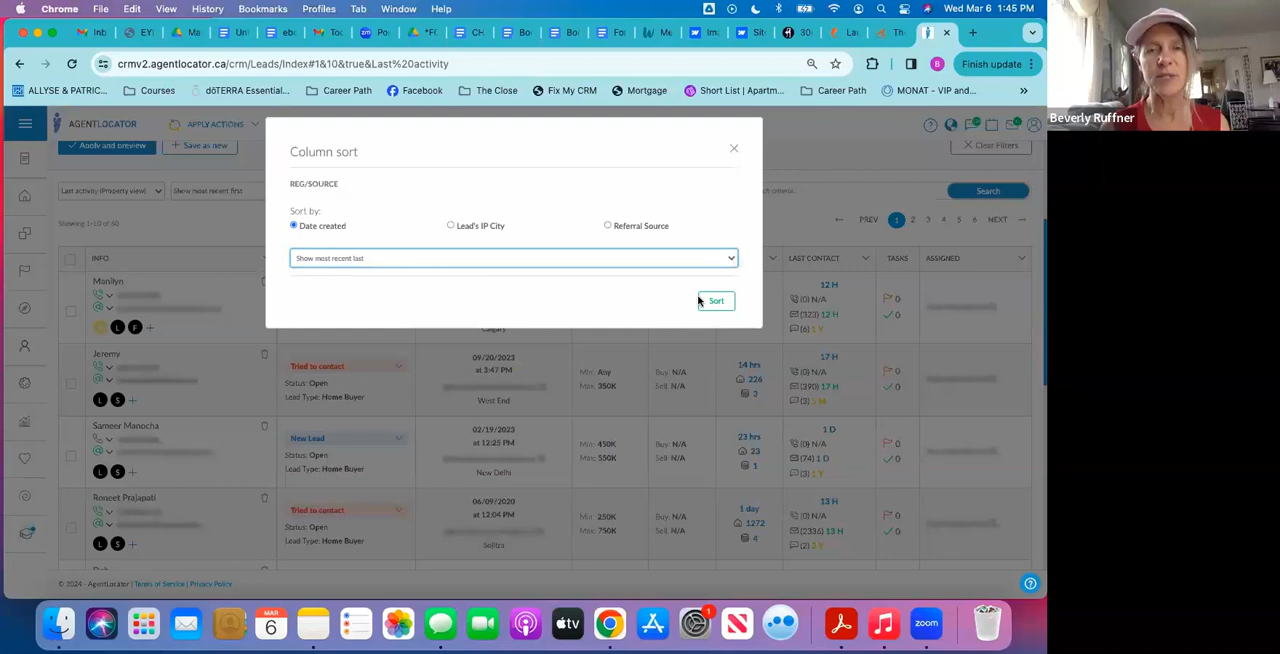 Chrome File Edit View History Bookmarks Profiles Tab Window Help Wed Mar 6 1:45 PM
crmv2.agentlocator.ca/crm/Leads/Index#1&10&true&Last%20activity
B
Finish update
ALLYSE & PATRIC... Courses dōTERRA Essential... Career Path Facebook The Close Fix My CRM Mortgage Short List | Apartm... Career Path MONAT - VIP and... »
Beverly Ruffner
AGENTLOCATOR APPLY ACTIONS
Apply and preview + Save as new Clear Filters
Column sort
REG/SOURCE
Last activity (Property view) Show most recent first Search
Sort by:
Date created Lead's IP City Referral Source
Showing 1-10 of 60 PREV 1 2 3 4 5 6 NEXT
Show most recent last
INFO LAST CONTACT TASKS ASSIGNED
Sort
Manilyn 12 H
(0) N/A 0
(323) 12 H 0
L F + (6) 1 Y
Calgary
Jeremy
Tried to contact
Status: Open
Lead Type: Home Buyer
09/20/2023
at 3:47 PM
West End
Min: Any
Max: 350K
Buy: N/A
Sell: N/A
14 hrs
226
3
17 H
(0) N/A
(390) 17 H
0
0
L S +
Sameer Manocha
New Lead
Status: Open
Lead Type: Home Buyer
02/19/2023
at 12:25 PM
New Delhi
Min: 450K
Max: 550K
Buy: N/A
Sell: N/A
23 hrs
23
1
1 D
(0) N/A
(74) 1 D
(3) 1 Y
0
0
L S +
Roneet Prajapati
Tried to contact
Status: Open
Lead Type: Home Buyer
06/09/2020
at 12:04 PM
Sojitra
Min: 250K
Max: 750K
Buy: N/A
Sell: N/A
1 day
1272
4
13 H
(0) N/A
(2336) 13 H
0
0
L S +
© 2024 - AgentLocator | Terms of Service | Privacy Policy
MAR
6
tv
1
zoom